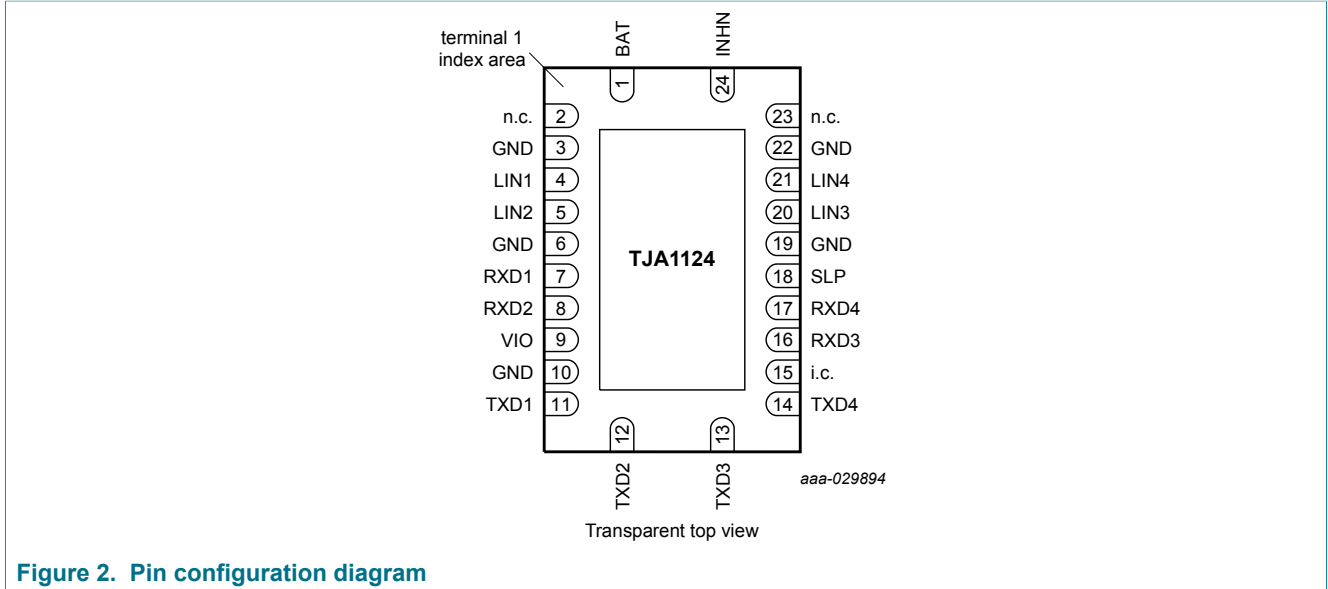 terminal 1
index area
BAT
INHN
1
24
n.c. 2
23 n.c.
GND 3
22 GND
LIN1 4
21 LIN4
LIN2 5
20 LIN3
GND 6
19 GND
TJA1124
RXD1 7
18 SLP
RXD2 8
17 RXD4
VIO 9
16 RXD3
GND 10
15 i.c.
TXD1 11
14 TXD4
12
13
TXD2
TXD3
aaa-029894
Transparent top view
Figure 2. Pin configuration diagram